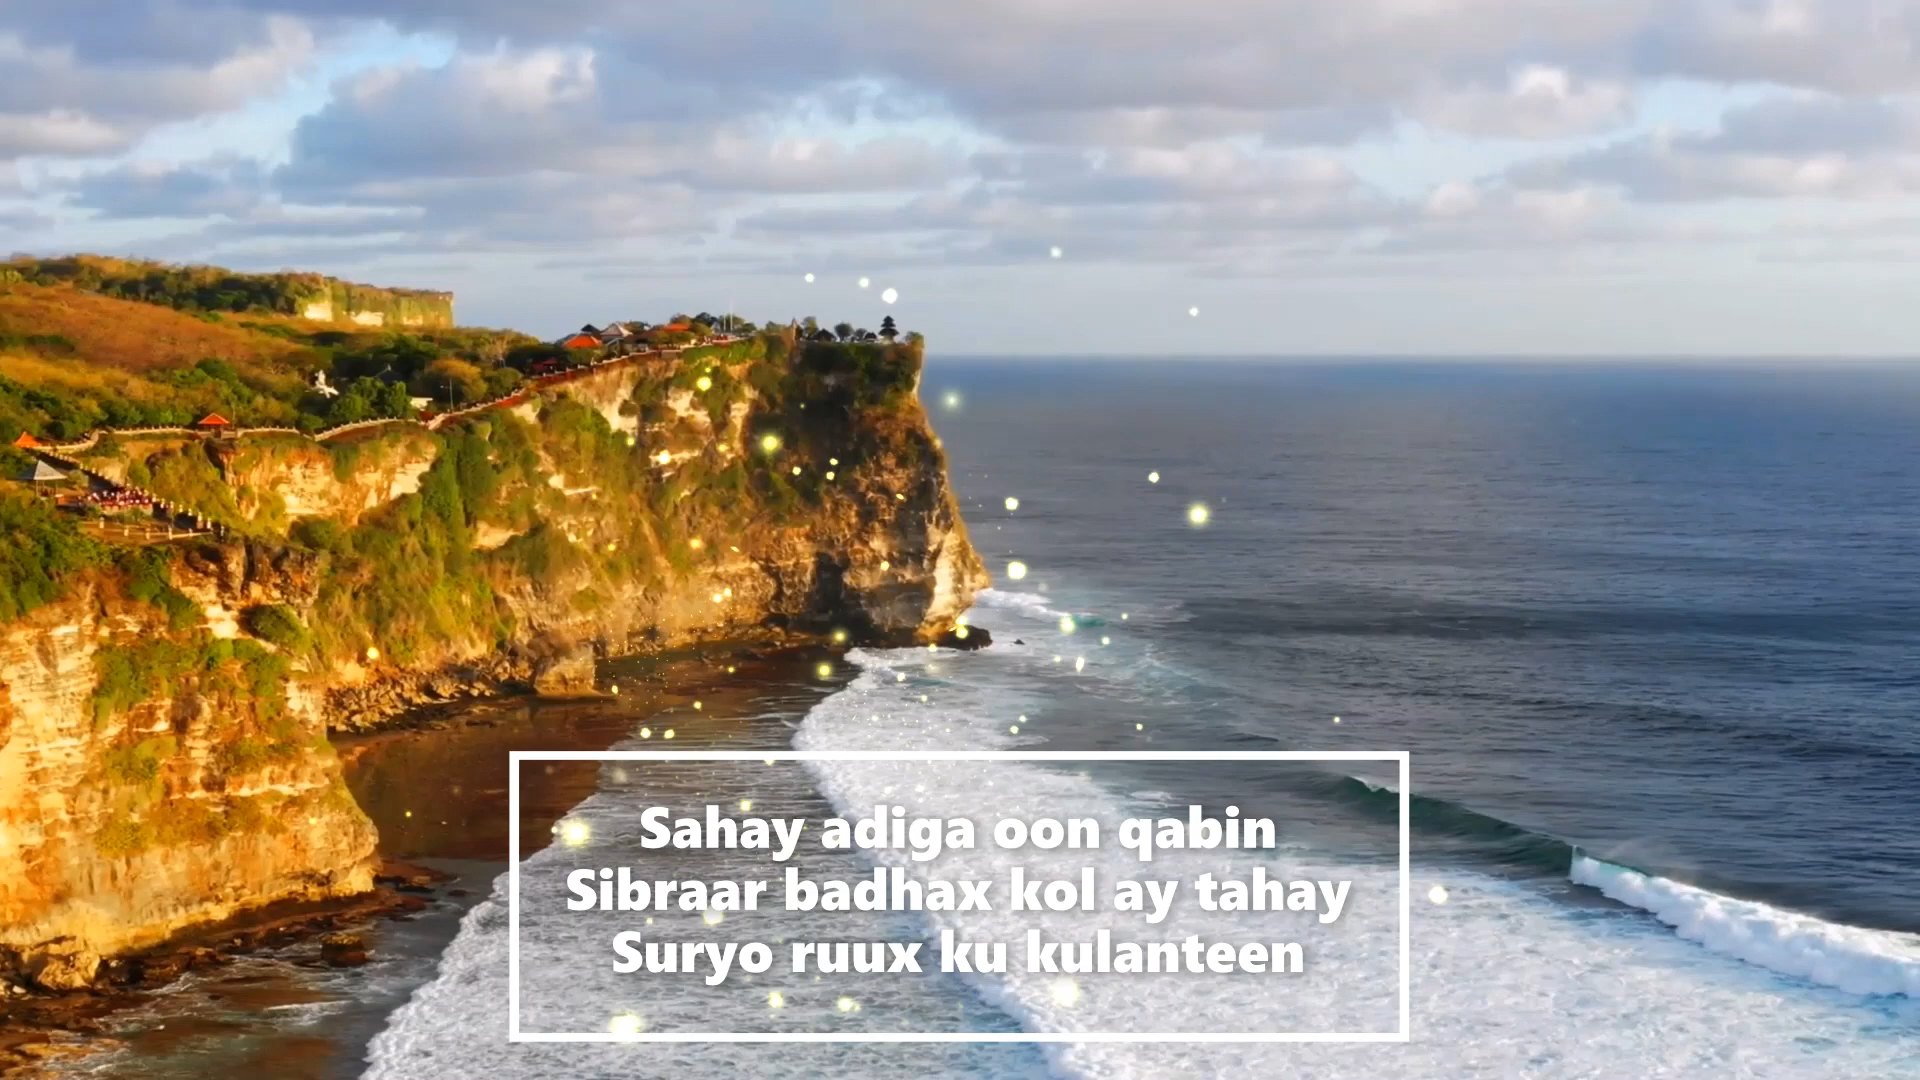 Sahay adiga oon qabin
Sibraar badhax kol ay tahay
Suryo ruux ku kulanteen